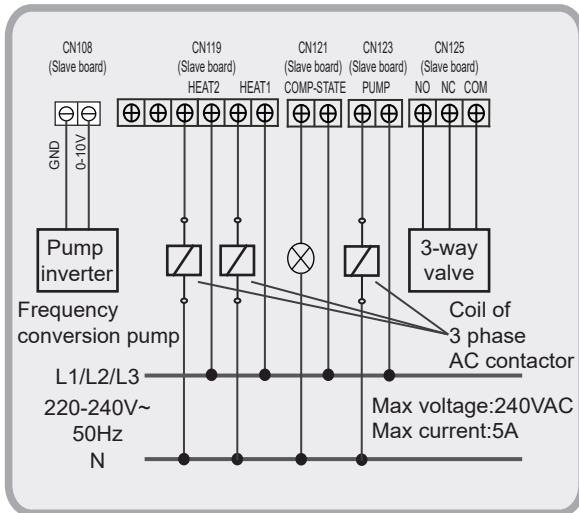 CN108 CN119 CN121 CN123 CN125
(Slave board) (Slave board) (Slave board) (Slave board) (Slave board)
HEAT2 HEAT1 COMP-STATE PUMP NO NC COM
GND
0-10V
Pump
inverter
3-way
valve
Frequency
conversion pump
Coil of
3 phase
AC contactor
L1/L2/L3
220-240V~
50Hz
N
Max voltage:240VAC
Max current:5A